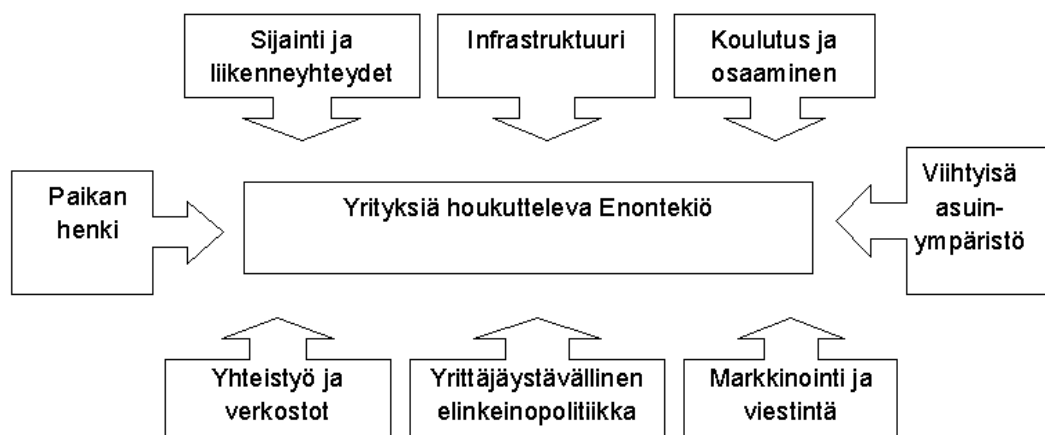 Sijainti ja
liikenneyhteydet
Infrastruktuuri
Koulutus ja
osaaminen
Paikan
henki
Yrityksiä houkutteleva Enontekiö
Viihtyisä
asuin-
ympäristö
Yhteistyö ja
verkostot
Yrittäjäystävällinen
elinkeinopolitiikka
Markkinointi ja
viestintä